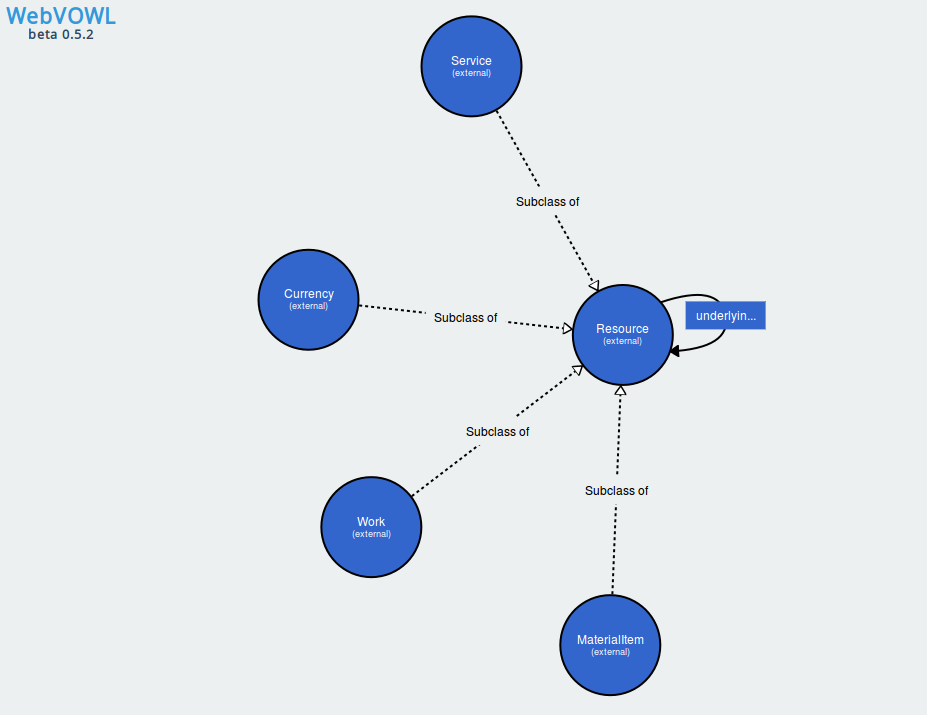 WebVOWL
beta 0.5.2
Service
(external)
Subclass of
Currency
(external)
Subclass of
Resource
(external)
underlyin...
Subclass of
Subclass of
Work
(external)
MaterialItem
(external)